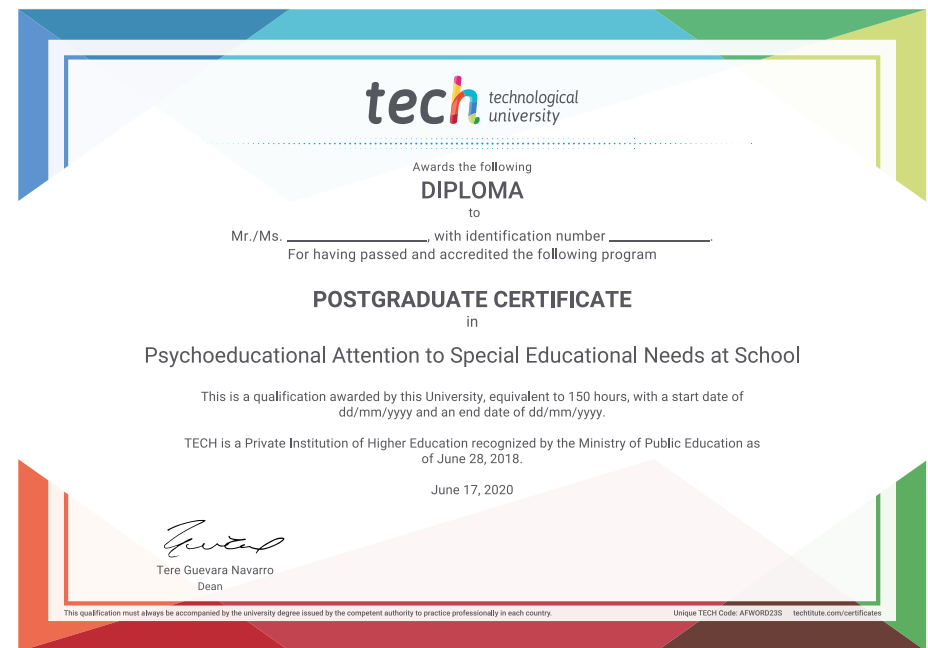 tech technological
university
Awards the following
DIPLOMA
to
Mr./Ms. ____________, with identification number ____________.
For having passed and accredited the following program
POSTGRADUATE CERTIFICATE
in
Psychoeducational Attention to Special Educational Needs at School
This is a qualification awarded by this University, equivalent to 150 hours, with a start date of
dd/mm/yyyy and an end date of dd/mm/yyyy.
TECH is a Private Institution of Higher Education recognized by the Ministry of Public Education as
of June 28, 2018.
June 17, 2020
Tere Guevara Navarro
Dean
This qualification must always be accompanied by the university degree issued by the competent authority to practice professionally in each country.
Unique TECH Code: AFWORD23S techtitute.com/certificates